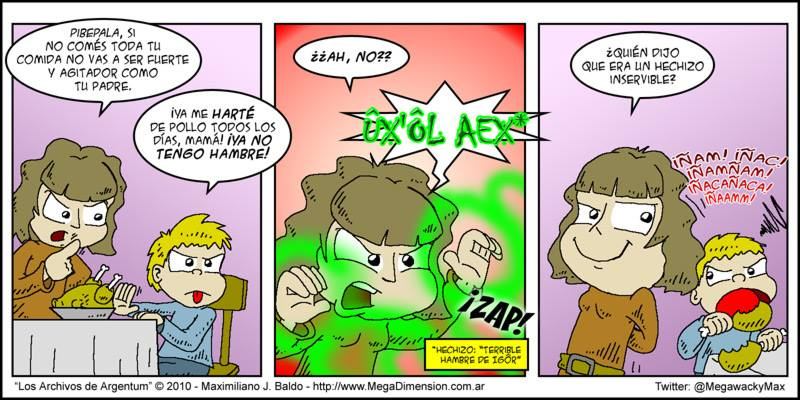 PIBEPALA, SI
NO COMÉS TODA TU
COMIDA NO VAS A SER FUERTE
Y AGITADOR COMO
TU PADRE.
¡YA ME HARTÉ
DE POLLO TODOS LOS
DÍAS, MAMÁ! ¡YA NO
TENGO HAMBRE!
¿¿AH, NO??
ÛX'ÔL AEX*
¡ZAP!
*HECHIZO: "TERRIBLE
HAMBRE DE IGÔR"
¿QUIÉN DIJO
QUE ERA UN HECHIZO
INSERVIBLE?
¡ÑAM! ¡ÑAC!
¡ÑAMÑAM!
¡ÑACAÑACA!
¡ÑAAMM!
"Los Archivos de Argentum" © 2010 - Maximiliano J. Baldo - http://www.MegaDimension.com.ar
Twitter: @MegawackyMax